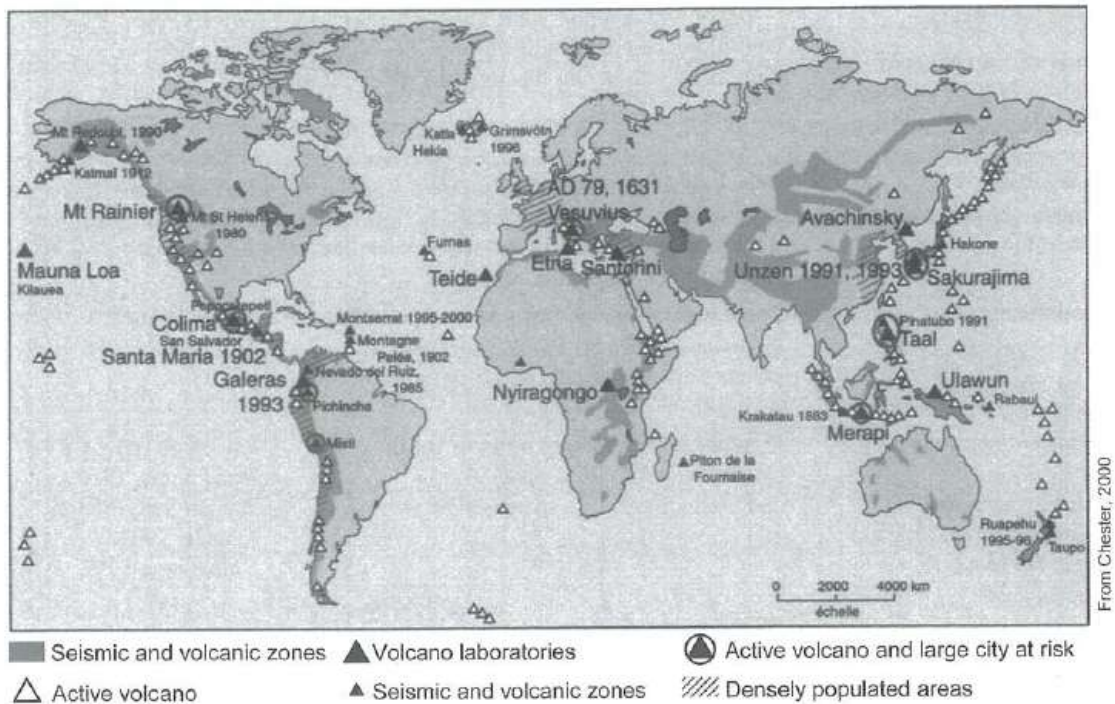 Mt Redoubt, 1990
Katmaï 1912
Mt Rainier
Mt St Helens
1980
Mauna Loa
Kilauea
Popocatepetl
Colima
San Salvador
Santa Maria 1902
Galeras
1993
Nevado del Ruiz,
1985
Pichincha
Misti
Montserrat 1995-2000
Montagne
Pelée, 1902
Katla
Hekla
Grimsvötn
1996
AD 79, 1631
Vesuvius
Furnas
Etna
Santorini
Teide
Nyiragongo
Piton de la
Fournaise
Avachinsky
Hakone
Unzen 1991, 1993
Sakurajima
Pinatubo 1991
Taal
Ulawun
Rabaul
Krakatau 1883
Merapi
Ruapehu
1995-96
Taupo
0 2000 4000 km
échelle
From Chester, 2000
Seismic and volcanic zones
Volcano laboratories
Active volcano and large city at risk
Active volcano
Seismic and volcanic zones
Densely populated areas